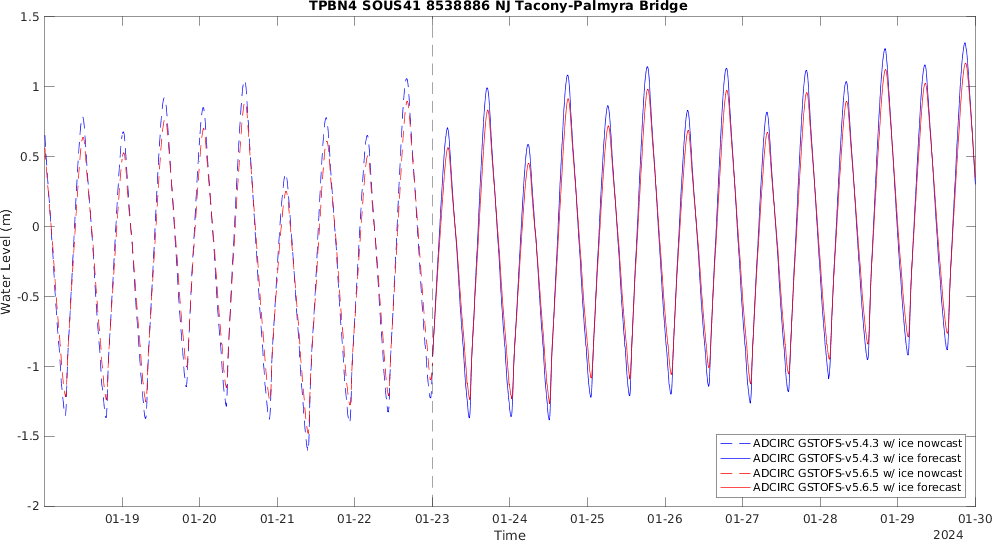 TPBN4 SOUS41 8538886 NJ Tacony-Palmyra Bridge
Water Level (m)
1.5
1
0.5
0
-0.5
-1
-1.5
-2
ADCIRC GSTOFS-v5.4.3 w/ ice nowcast
ADCIRC GSTOFS-v5.4.3 w/ ice forecast
ADCIRC GSTOFS-v5.6.5 w/ ice nowcast
ADCIRC GSTOFS-v5.6.5 w/ ice forecast
01-19 01-20 01-21 01-22 01-23 01-24 01-25 01-26 01-27 01-28 01-29 01-30
Time
2024